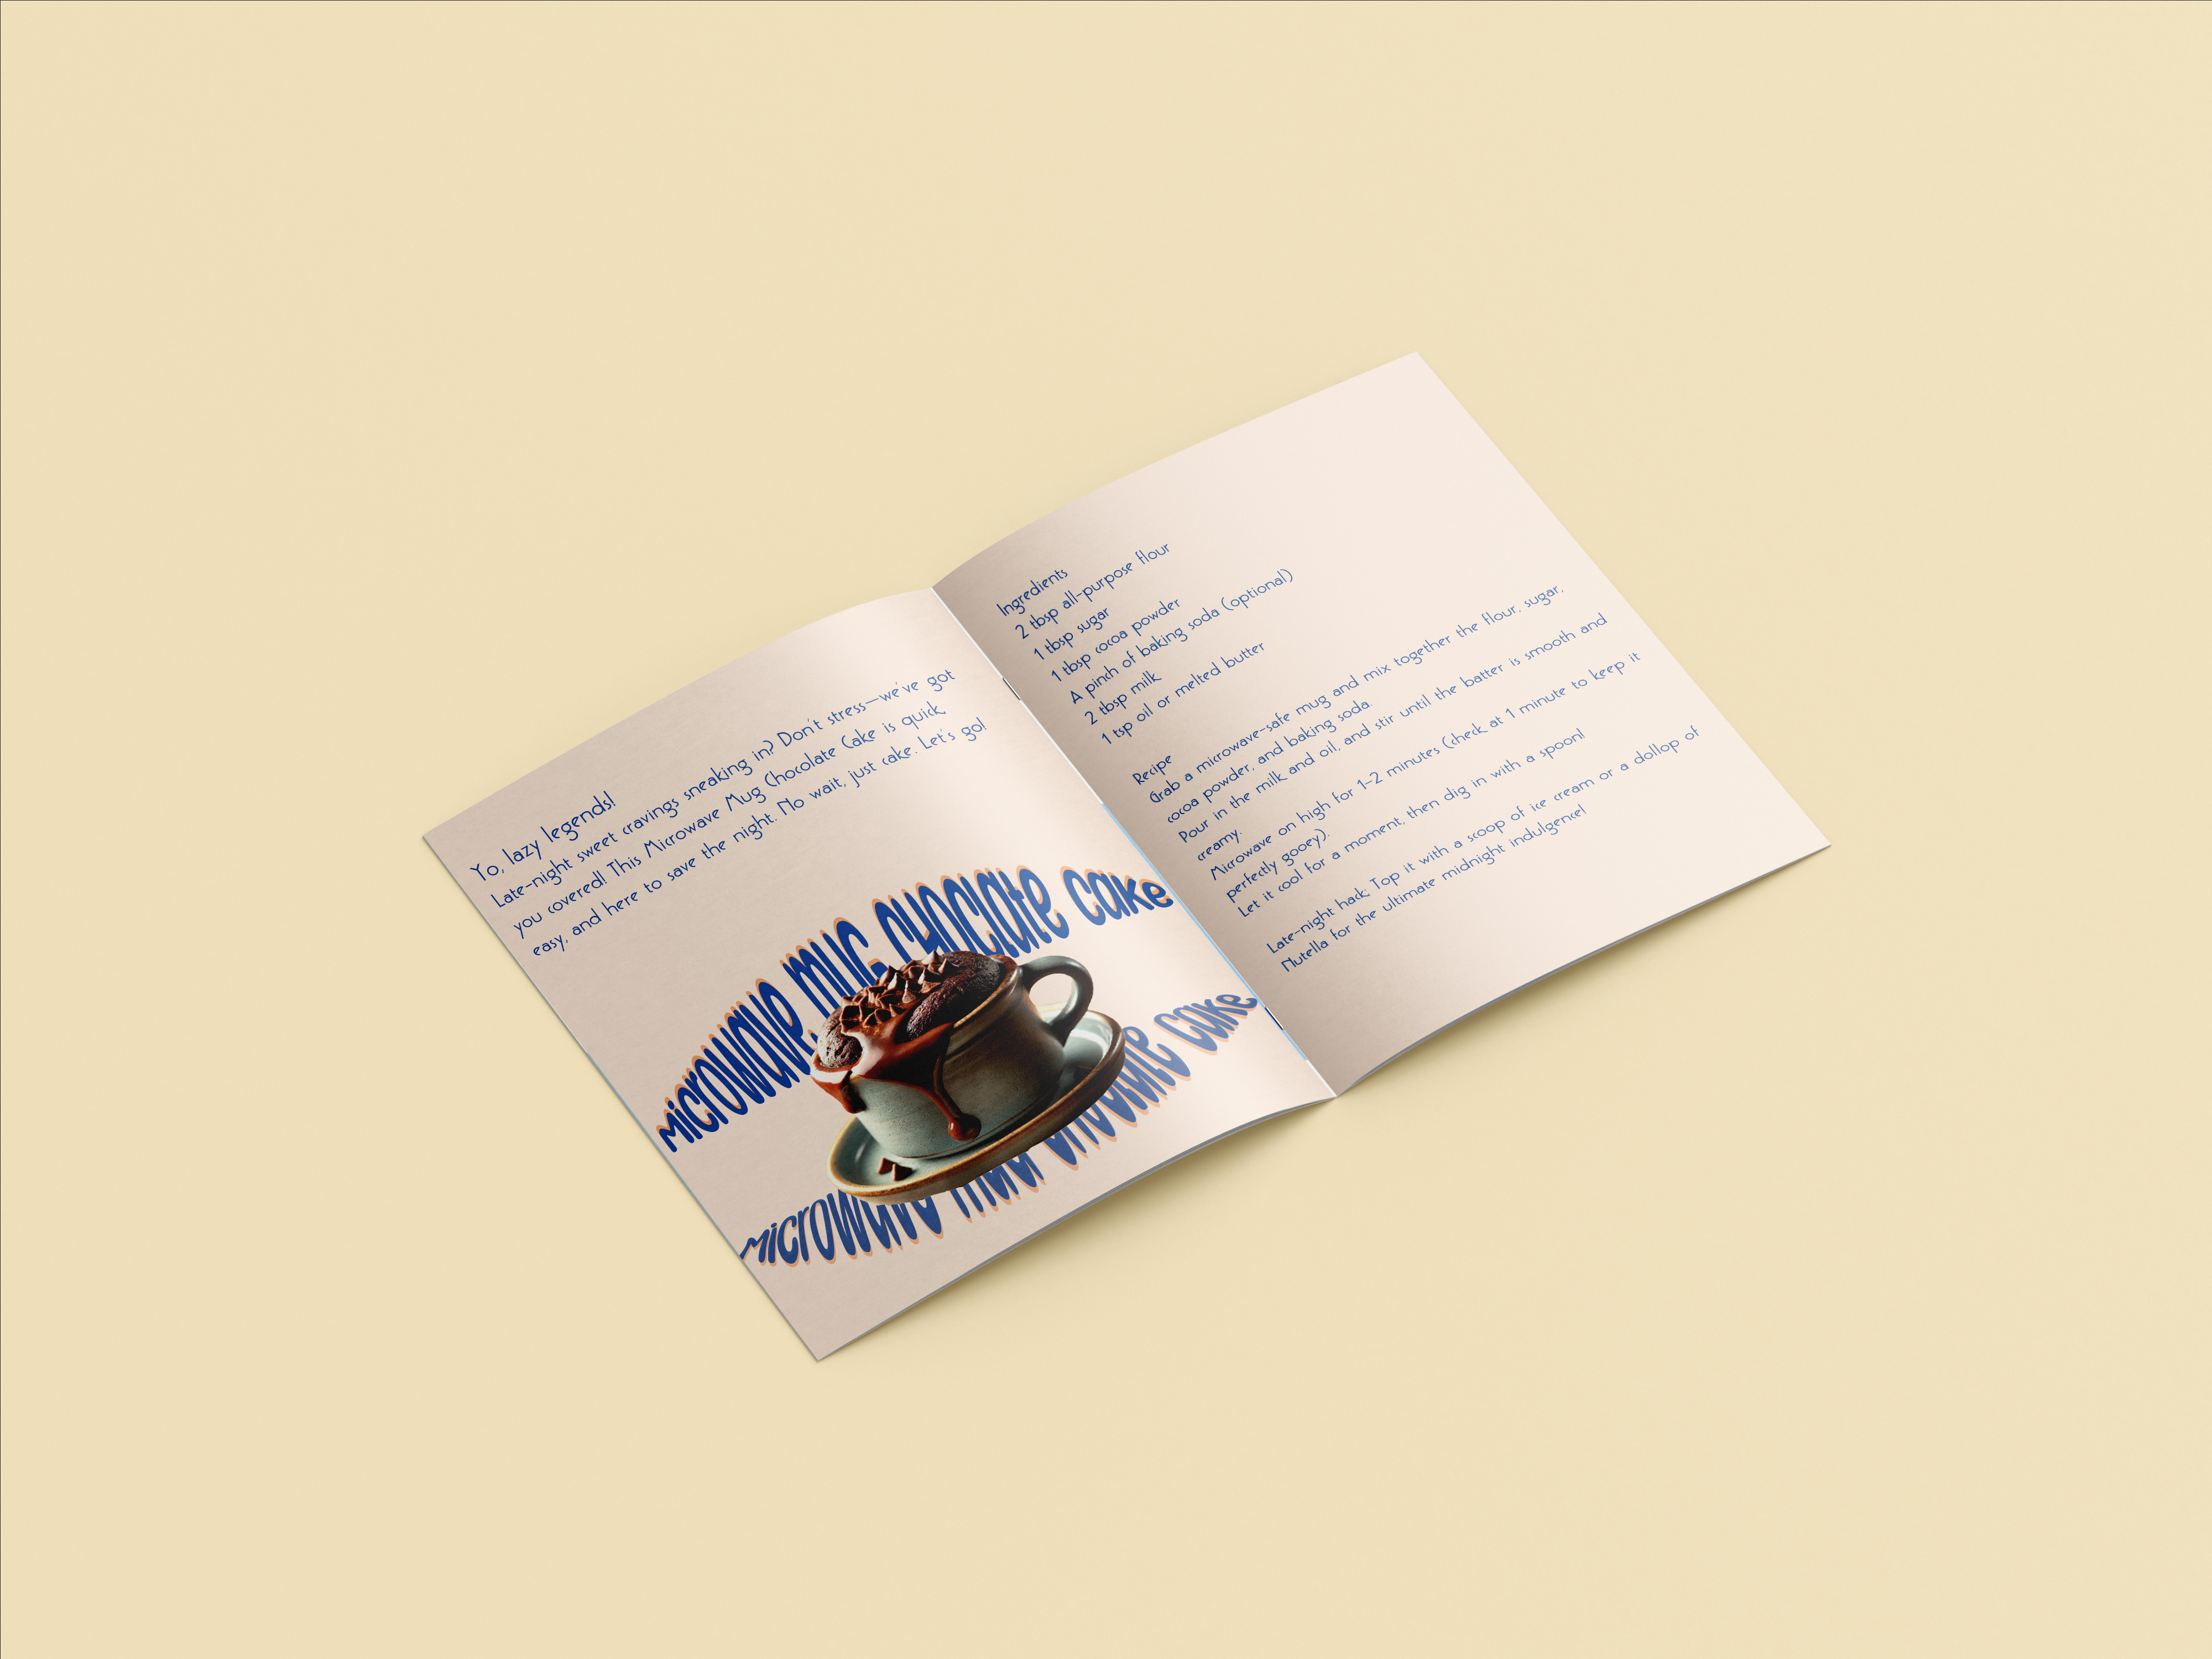 Yo, lazy legends!
Late-night sweet cravings sneaking in? Don't stress—we've got
you covered! This Microwave Mug Chocolate Cake is quick,
easy, and here to save the night. No wait, just cake. Let's go!
microwave mug choclate cake
microwave mug choclate cake
Ingredients
2 tbsp all-purpose flour
1 tbsp sugar
1 tbsp cocoa powder
A pinch of baking soda (optional)
2 tbsp milk
1 tsp oil or melted butter
Recipe
Grab a microwave-safe mug and mix together the flour, sugar,
cocoa powder, and baking soda.
Pour in the milk and oil, and stir until the batter is smooth and
creamy.
Microwave on high for 1-2 minutes (check at 1 minute to keep it
perfectly gooey).
Let it cool for a moment, then dig in with a spoon!
Late-night hack: Top it with a scoop of ice cream or a dollop of
Nutella for the ultimate midnight indulgence!